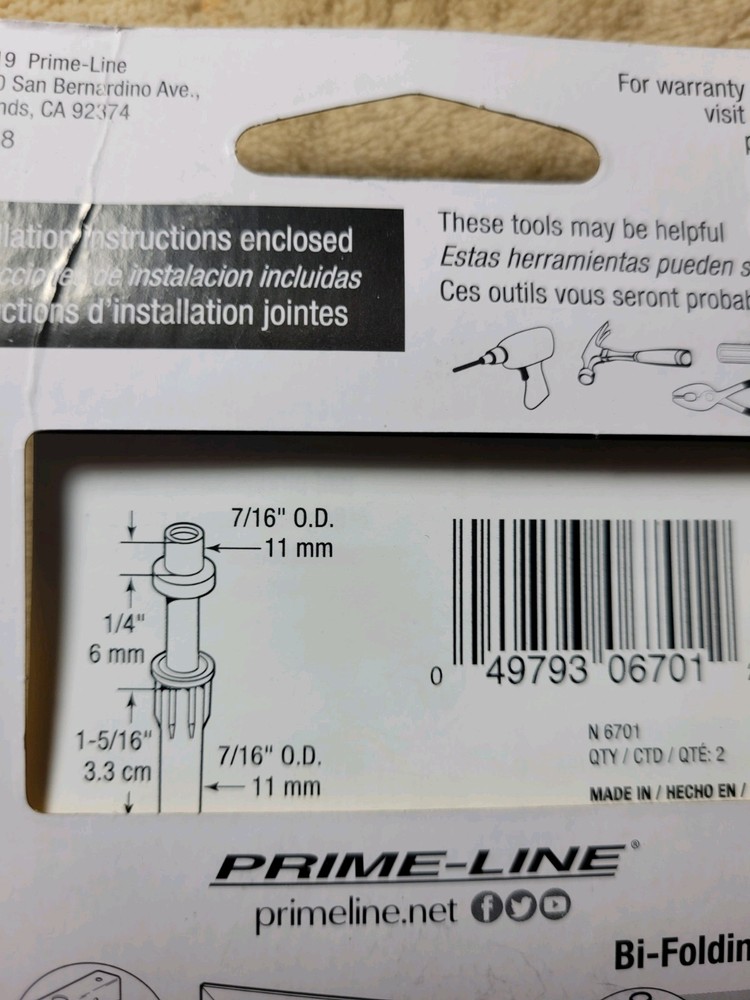 9 Prime-Line
0 San Bernardino Ave.,
nds, CA 92374
8
For warranty
visit
lation instructions enclosed
de instalacion incluidas
ctions d'installation jointes
These tools may be helpful
Estas herramientas pueden s
Ces outils vous seront probab
7/16" O.D.
11 mm
1/4"
6 mm
1-5/16"
3.3 cm
7/16" O.D.
11 mm
0 49793 06701
N 6701
QTY / CTD / QTÉ: 2
MADE IN / HECHO EN /
PRIME-LINE®
primeline.net
Bi-Foldin